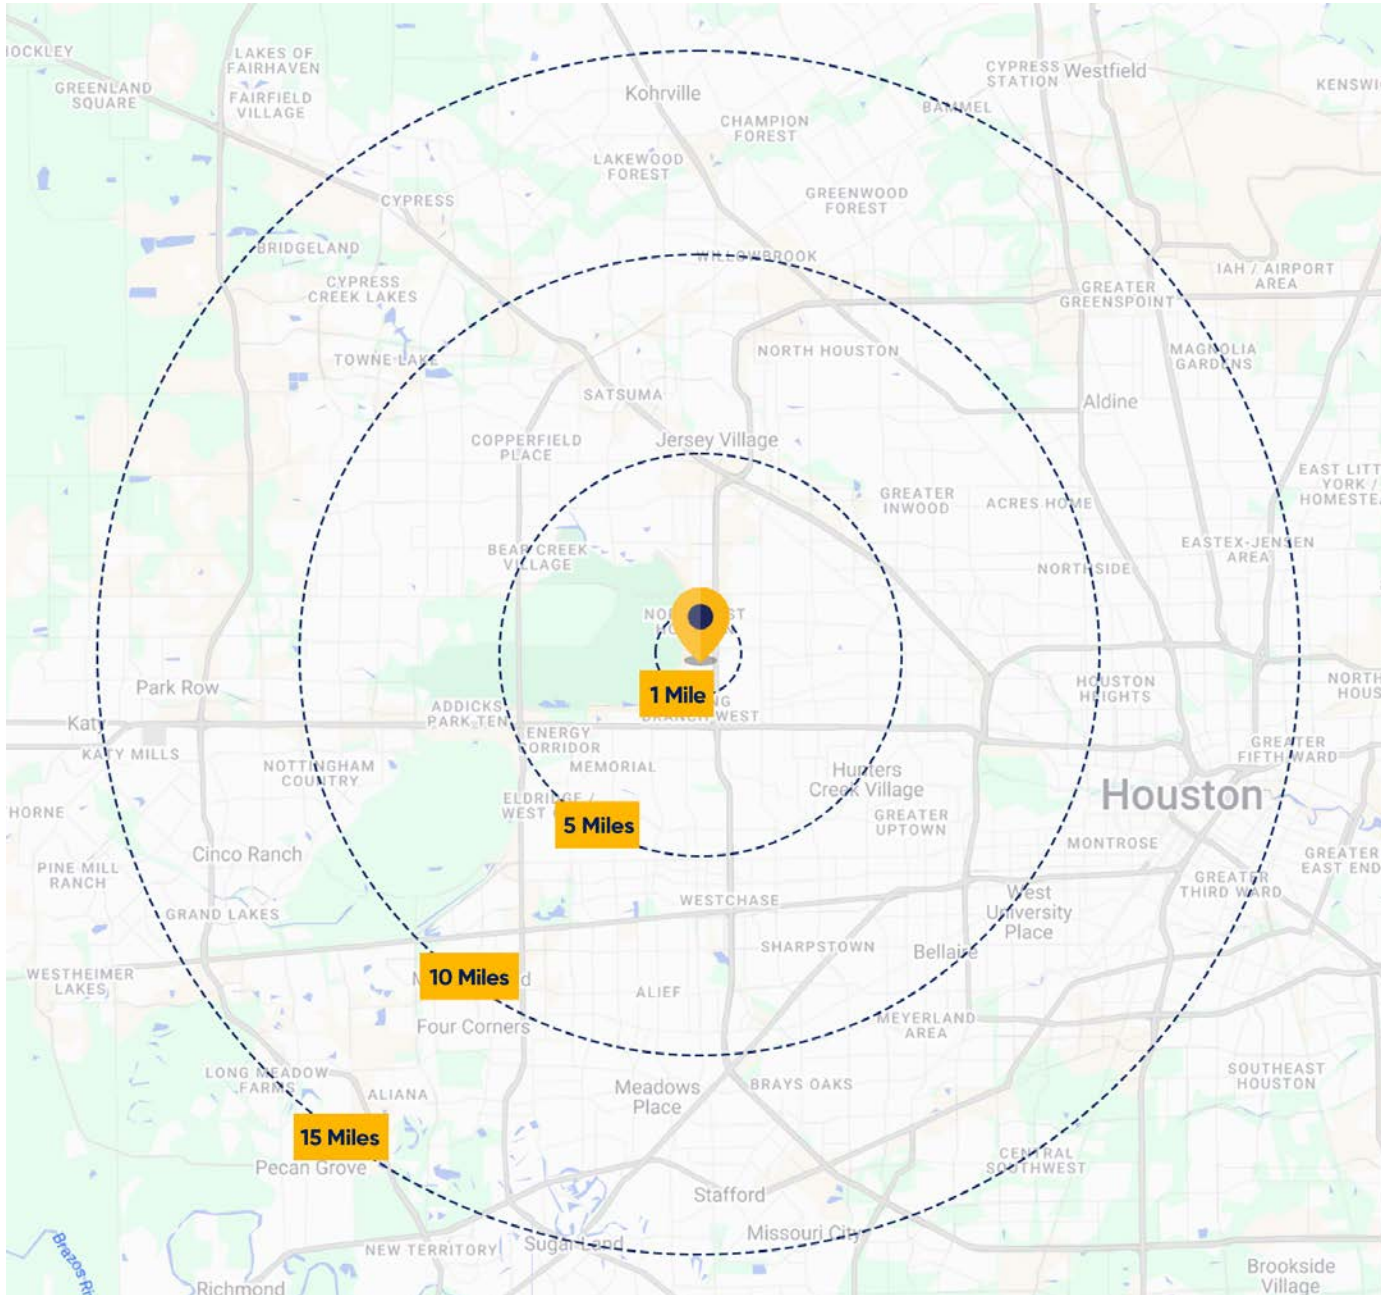 HOCKLEY
LAKES OF
FAIRHAVEN
CYPRESS
STATION
Westfield
GREENLAND
SQUARE
FAIRFIELD
VILLAGE
Kohrville
BAMMEL
CHAMPION
FOREST
LAKEWOOD
FOREST
CYPRESS
GREENWOOD
FOREST
BRIDGELAND
WILLOWBROOK
IAH / AIRPORT
AREA
CYPRESS
CREEK LAKES
GREATER
GREENSPOINT
TOWNE LAKE
NORTH HOUSTON
MAGNOLIA
GARDENS
SATSUMA
Aldine
COPPERFIELD
PLACE
Jersey Village
EAST LITT
YORK /
HOMESTEA
GREATER
INWOOD
ACRES HOME
BEAR CREEK
VILLAGE
EASTEX-JENSEN
AREA
NORTHSIDE
1 Mile
Park Row
HOUSTON
HEIGHTS
NORTH
HOUS
ADDICKS
PARK TEN
Katy
KATY MILLS
ENERGY
CORRIDOR
BRANCH WEST
GREATER
FIFTH WARD
NOTTINGHAM
COUNTRY
MEMORIAL
Hunters
Creek Village
Houston
THORNE
ELDRIDGE /
WEST
5 Miles
GREATER
UPTOWN
MONTROSE
Cinco Ranch
PINE MILL
RANCH
GREATER
EAST END
GREATER
THIRD WARD
WESTCHASE
West
University
Place
GRAND LAKES
SHARPSTOWN
Bellaire
WESTHEIMER
LAKES
10 Miles
ALIEF
Four Corners
MEYERLAND
AREA
LONG MEADOW
FARMS
ALIANA
Meadows
Place
BRAYS OAKS
SOUTHEAST
HOUSTON
15 Miles
Pecan Grove
CENTRAL
SOUTHWEST
Stafford
Missouri City
NEW TERRITORY
Sugar Land
Brazos Ri
Richmond
Brookside
Village